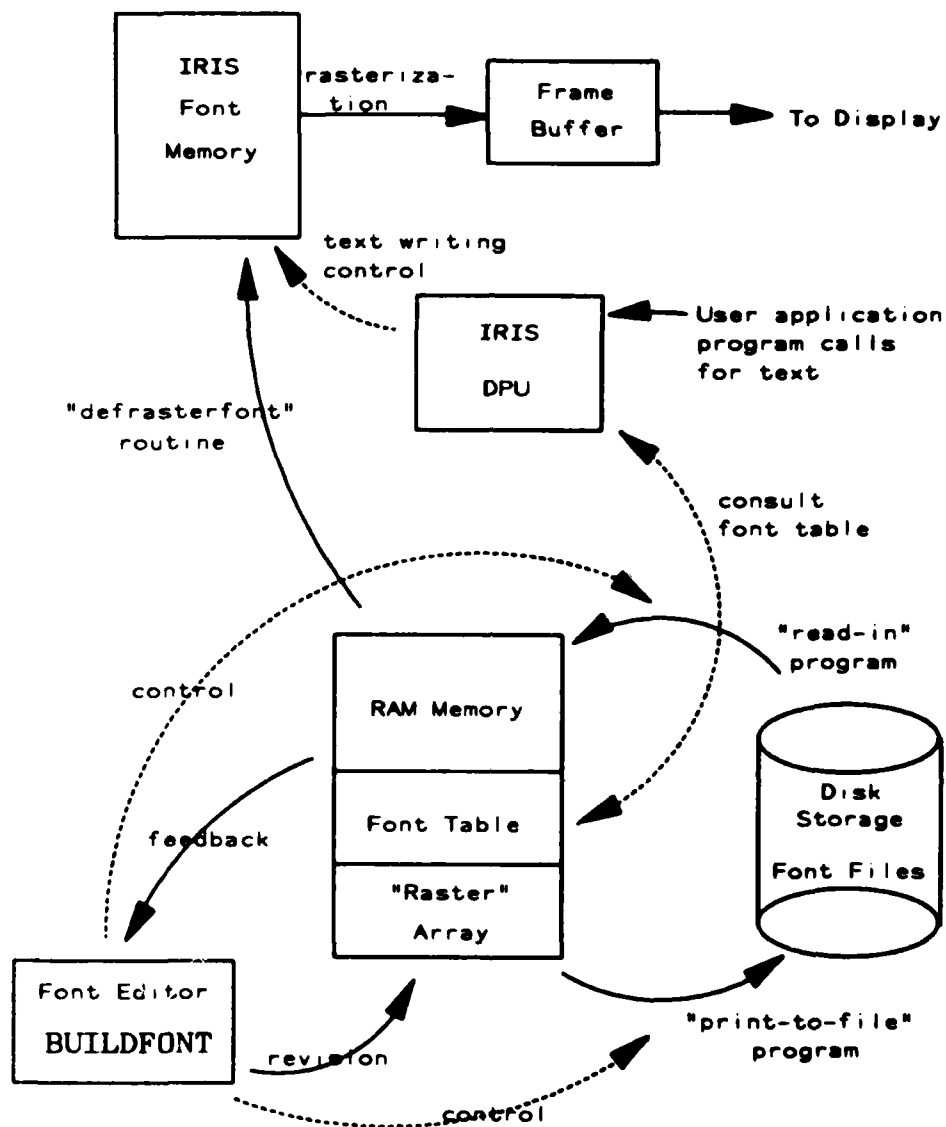 IRIS
Font
Memory
rasteriza-
tion
Frame
Buffer
To Display
text writing
control
IRIS
DPU
User application
program calls
for text
"defrasterfont"
routine
consult
font table
"read-in"
program
control
RAM Memory
Font Table
"Raster"
Array
Disk
Storage
Font Files
feedback
Font Editor
BUILDFONT
revision
"print-to-file"
program
control